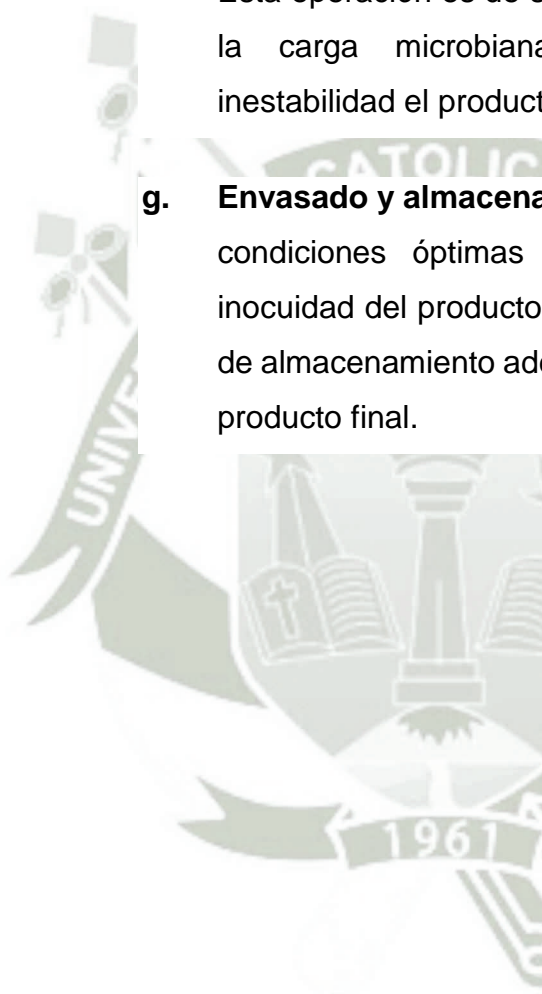 la carga microbiana
inestabilidad el product
CATOLIC
g. Envasado y almacena
condiciones óptimas
inocuidad del producto
de almacenamiento ad
producto final.
UNIVE
1961